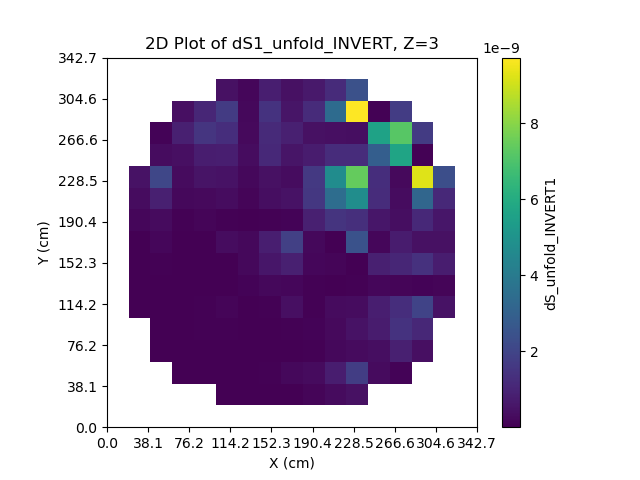 2D Plot of dS1_unfold_INVERT, Z=3
1e−9
342.7
304.6
266.6
228.5
190.4
152.3
114.2
76.2
38.1
0.0
Y (cm)
0.0 38.1 76.2 114.2 152.3 190.4 228.5 266.6 304.6 342.7
X (cm)
8
6
4
2
dS_unfold_INVERT1